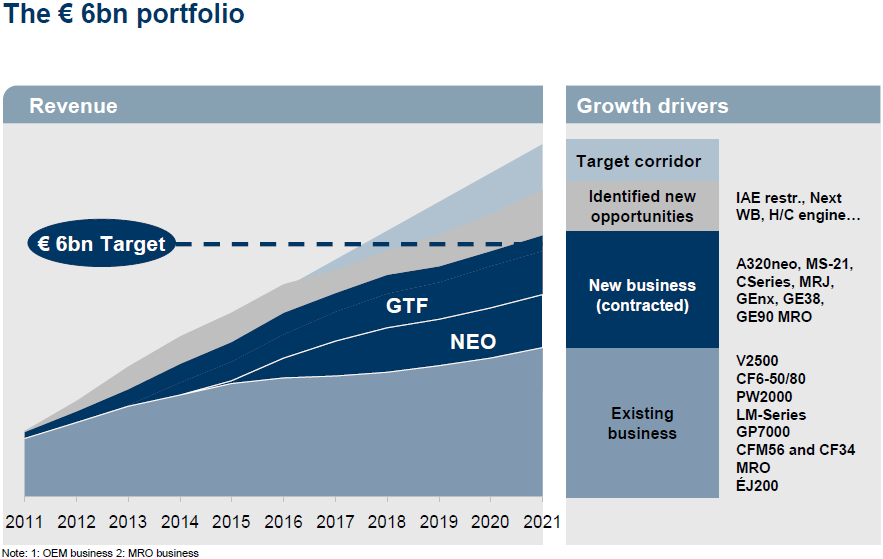 The € 6bn portfolio
Revenue
€ 6bn Target
GTF
NEO
2011 2012 2013 2014 2015 2016 2017 2018 2019 2020 2021
Growth drivers
Target corridor
Identified new
opportunities
IAE restr., Next
WB, H/C engine…
New business
(contracted)
A320neo, MS-21,
CSeries, MRJ,
GEnx, GE38,
GE90 MRO
Existing
business
V2500
CF6-50/80
PW2000
LM-Series
GP7000
CFM56 and CF34
MRO
ÉJ200
Note: 1: OEM business 2: MRO business